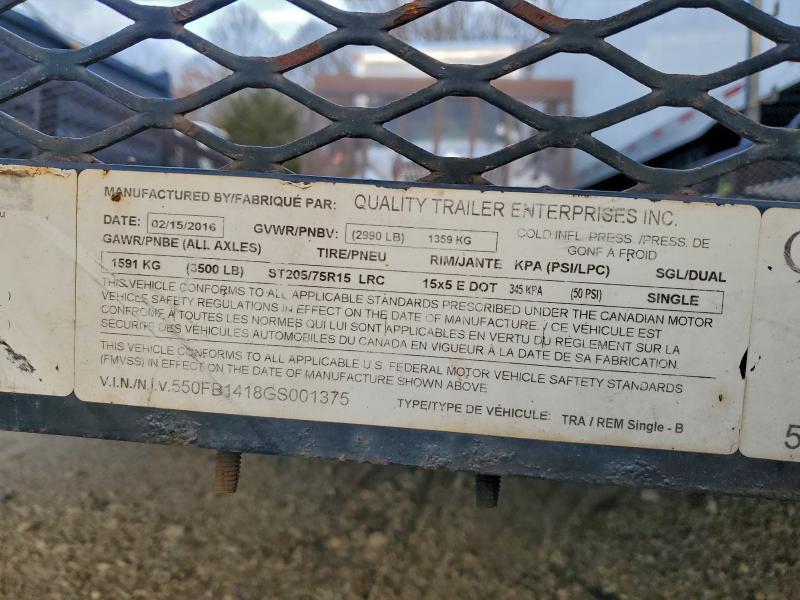 MANUFACTURED BY/FABRIQUÉ PAR: QUALITY TRAILER ENTERPRISES INC.
DATE: 02/15/2016 GVWR/PNBV: (2990 LB) 1359 KG COLD INFL. PRESS. /PRESS. DE GONF A FROID
GAWR/PNBE (ALL AXLES) TIRE/PNEU RIM/JANTE KPA (PSI/LPC) SGL/DUAL
1591 KG (3500 LB) ST205/75R15 LRC 15x5 E DOT 345 KPA (50 PSI) SINGLE
THIS VEHICLE CONFORMS TO ALL APPLICABLE STANDARDS PRESCRIBED UNDER THE CANADIAN MOTOR
VEHICLE SAFETY REGULATIONS IN EFFECT ON THE DATE OF MANUFACTURE / CE VÉHICULE EST
CONFROME À TOUTES LES NORMES QUI LUI SONT APPLICABLES EN VERTU DU RÉGLEMENT SUR LA
SÉCURITÉ DES VÉHICULES AUTOMOBILES DU CANADA EN VIGUEUR À LA DATE DE SA FABRICATION.
THIS VEHICLE CONFORMS TO ALL APPLICABLE U.S. FEDERAL MOTOR VEHICLE SAFTETY STANDARDS
(FMVSS) IN EFFECT ON THE DATE OF MANUFACTURE SHOWN ABOVE
V.I.N./N.I.V. 550FB1418GS001375 TYPE/TYPE DE VÉHICULE: TRA / REM Single - B
5